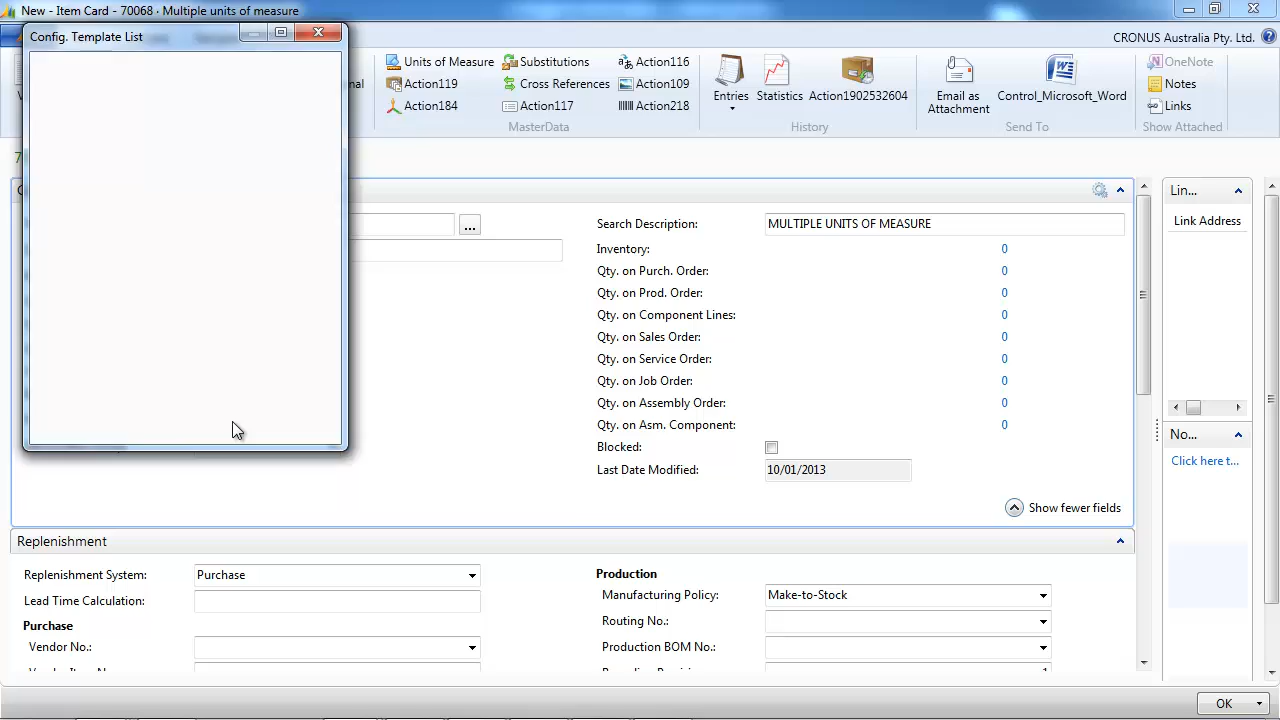 New - Item Card - 70068 · Multiple units of measure
Config. Template List
CRONUS Australia Pty. Ltd.
Units of Measure
Substitutions
Action116
OneNote
Cross References
Action109
Notes
Action184
Action117
Action218
Entries
Statistics
Action1902532604
Email as
Attachment
Control_Microsoft_Word
Links
MasterData
History
Send To
Show Attached
Lin...
Link Address
...
Search Description:
MULTIPLE UNITS OF MEASURE
Inventory:
0
Qty. on Purch. Order:
0
Qty. on Prod. Order:
0
Qty. on Component Lines:
0
Qty. on Sales Order:
0
Qty. on Service Order:
0
Qty. on Job Order:
0
Qty. on Assembly Order:
0
Qty. on Asm. Component:
0
Blocked:
Last Date Modified:
10/01/2013
Show fewer fields
No...
Click here t...
Replenishment
Replenishment System:
Purchase
Lead Time Calculation:
Purchase
Vendor No.:
Production
Manufacturing Policy:
Make-to-Stock
Routing No.:
Production BOM No.:
OK